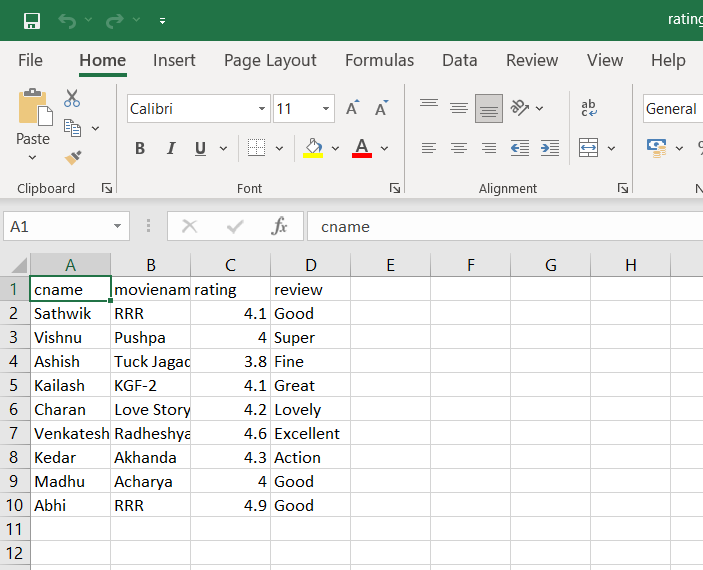 rating
File Home Insert Page Layout Formulas Data Review View Help
Calibri 11 A A ab General
Paste c
B I U A %
Clipboard Font Alignment N
A1 fx cname
A B C D E F G H
1 cname movienam rating review
2 Sathwik RRR 4.1 Good
3 Vishnu Pushpa 4 Super
4 Ashish Tuck Jagad 3.8 Fine
5 Kailash KGF-2 4.1 Great
6 Charan Love Story 4.2 Lovely
7 Venkatesh Radheshya 4.6 Excellent
8 Kedar Akhanda 4.3 Action
9 Madhu Acharya 4 Good
10 Abhi RRR 4.9 Good
11
12